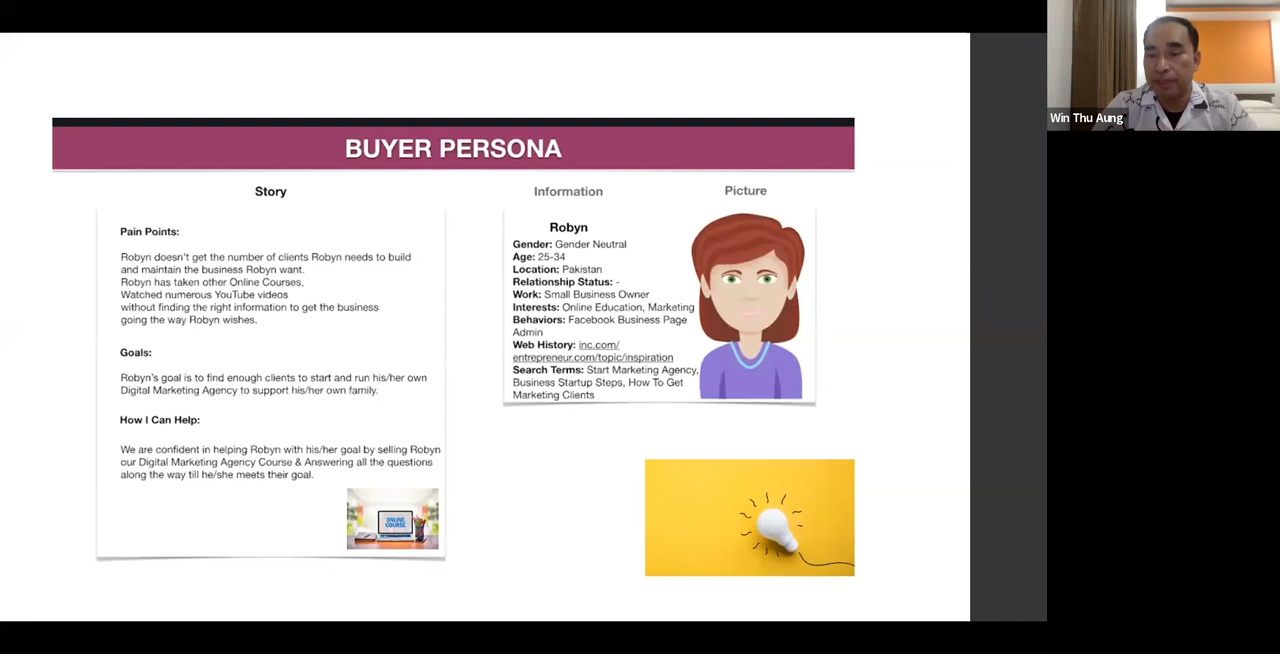 BUYER PERSONA
Story
Pain Points:
Robyn doesn't get the number of clients Robyn needs to build
and maintain the business Robyn want.
Robyn has taken other Online Courses,
Watched numerous YouTube videos
without finding the right information to get the business
going the way Robyn wishes.
Goals:
Robyn's goal is to find enough clients to start and run his/her own
Digital Marketing Agency to support his/her own family.
How I Can Help:
We are confident in helping Robyn with his/her goal by selling Robyn
our Digital Marketing Agency Course & Answering all the questions
along the way till he/she meets their goal.
ONLINE
COURSE
Information
Picture
Robyn
Gender: Gender Neutral
Age: 25-34
Location: Pakistan
Relationship Status: -
Work: Small Business Owner
Interests: Online Education, Marketing
Behaviors: Facebook Business Page
Admin
Web History: inc.com/
entrepreneur.com/topic/inspiration
Search Terms: Start Marketing Agency,
Business Startup Steps, How To Get
Marketing Clients
Win Thu Aung